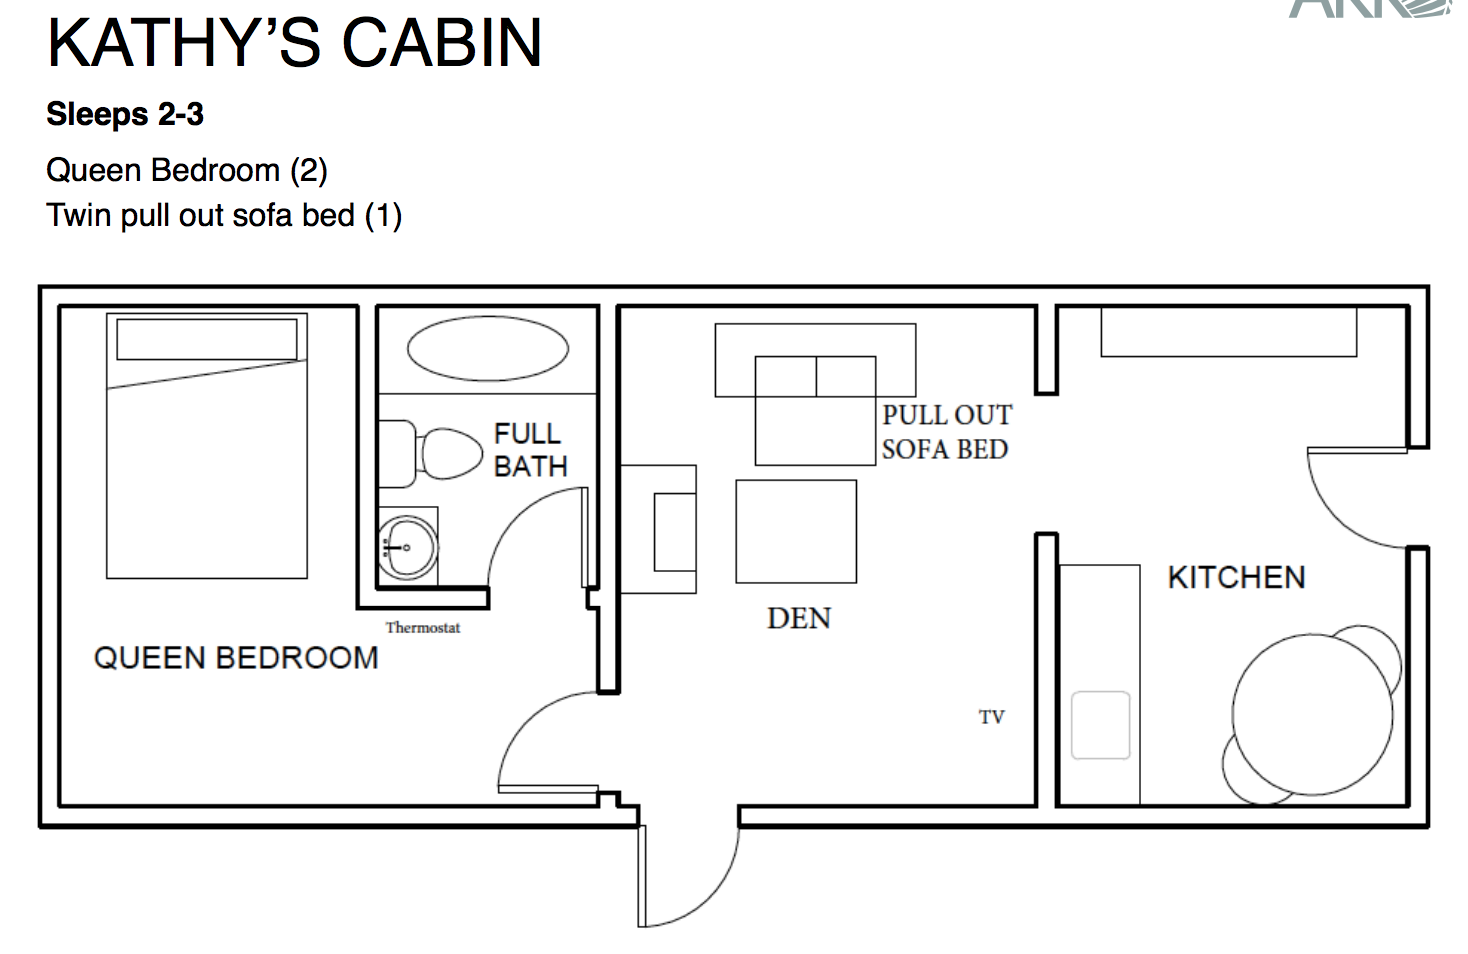 KATHY’S CABIN
Sleeps 2-3
Queen Bedroom (2)
Twin pull out sofa bed (1)
FULL
BATH
PULL OUT
SOFA BED
KITCHEN
DEN
Thermostat
QUEEN BEDROOM
TV